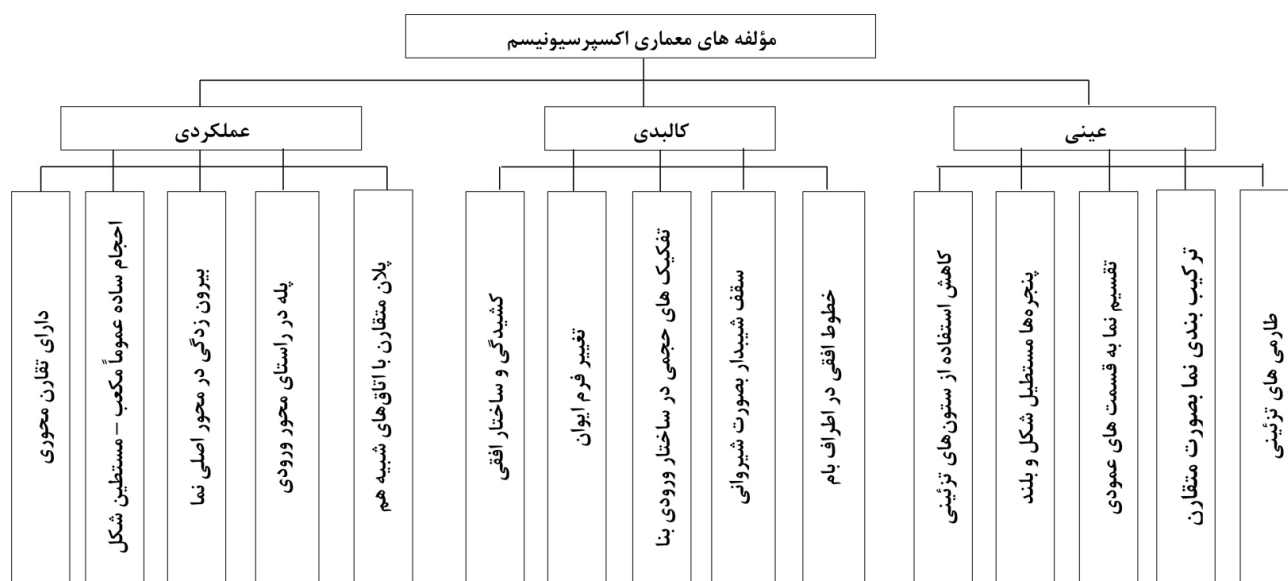 مؤلفه های معماری اکسپرسیونیسم
عینی
کالبدی
عملکردی
طارمی های تزئینی
ترکیب بندی نما بصورت متقارن
تقسیم نما به قسمت های عمودی
پنجره‌ها مستطیل شکل و بلند
کاهش استفاده از ستون‌های تزئینی
خطوط افقی در اطراف بام
سقف شیبدار بصورت شیروانی
تفکیک های حجمی در ساختار ورودی بنا
تغییر فرم ایوان
کشیدگی و ساختار افقی
پلان متقارن با اتاق‌های شبیه هم
پله در راستای محور ورودی
بیرون زدگی در محور اصلی نما
احجام ساده عموماً مکعب – مستطین شکل
دارای تقارن محوری